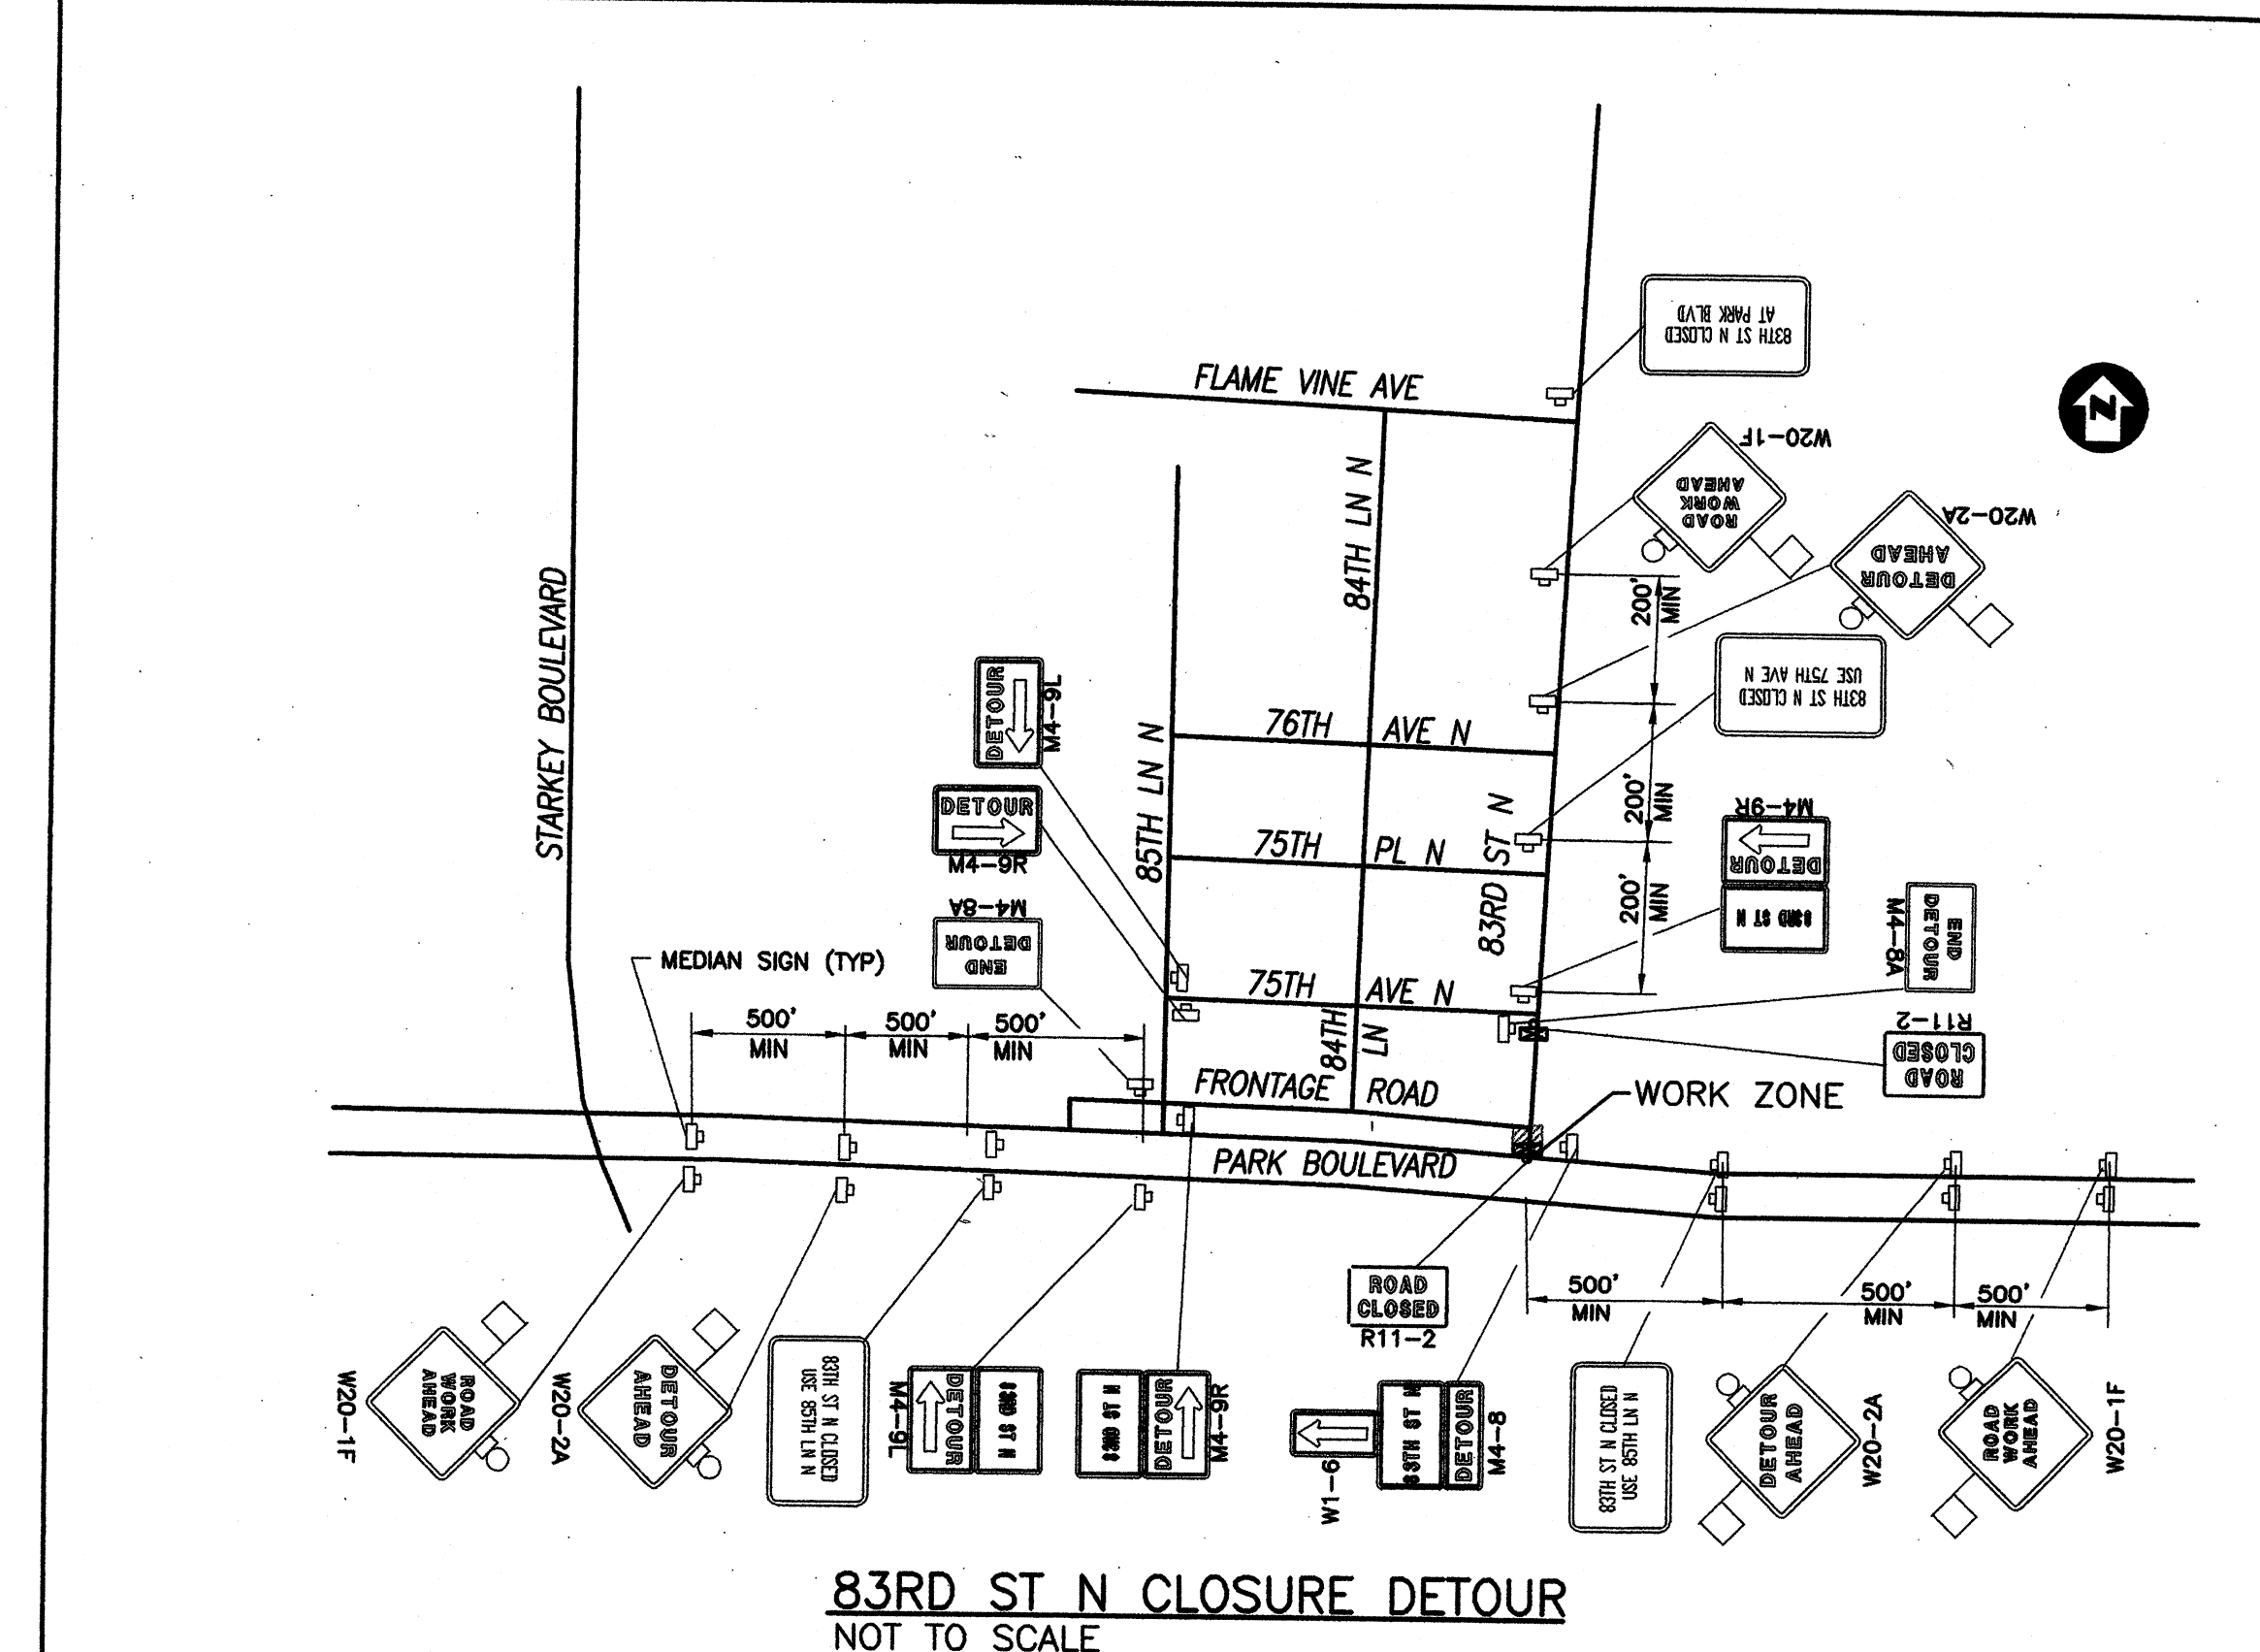 83TH ST N CLOSED
AT PARK BLVD
FLAME VINE AVE
W20-1F
ROAD
WORK
AHEAD
N
84TH LN N
W20-2A
DETOUR
AHEAD
STARKEY BOULEVARD
200'
MIN
83TH ST N CLOSED
USE 75TH AVE N
DETOUR
M4-9L
76TH AVE N
85TH LN N
200'
MIN
DETOUR
M4-9R
M4-9R
DETOUR
83RD ST N
75TH PL N
83RD ST N
200'
MIN
M4-8A
END
DETOUR
END
DETOUR
M4-8A
MEDIAN SIGN (TYP)
75TH AVE N
84TH
LN
R11-2
ROAD
CLOSED
500'
MIN
500'
MIN
500'
MIN
FRONTAGE ROAD
WORK ZONE
PARK BOULEVARD
ROAD
CLOSED
R11-2
500'
MIN
500'
MIN
500'
MIN
W20-1F
ROAD
WORK
AHEAD
W20-2A
DETOUR
AHEAD
83TH ST N CLOSED
USE 85TH LN N
M4-9L
DETOUR
83RD ST N
83RD ST N
DETOUR
M4-9R
W1-6
83TH ST N
DETOUR
M4-8
83TH ST N CLOSED
USE 85TH LN N
DETOUR
AHEAD
W20-2A
ROAD
WORK
AHEAD
W20-1F
83RD ST N CLOSURE DETOUR
NOT TO SCALE